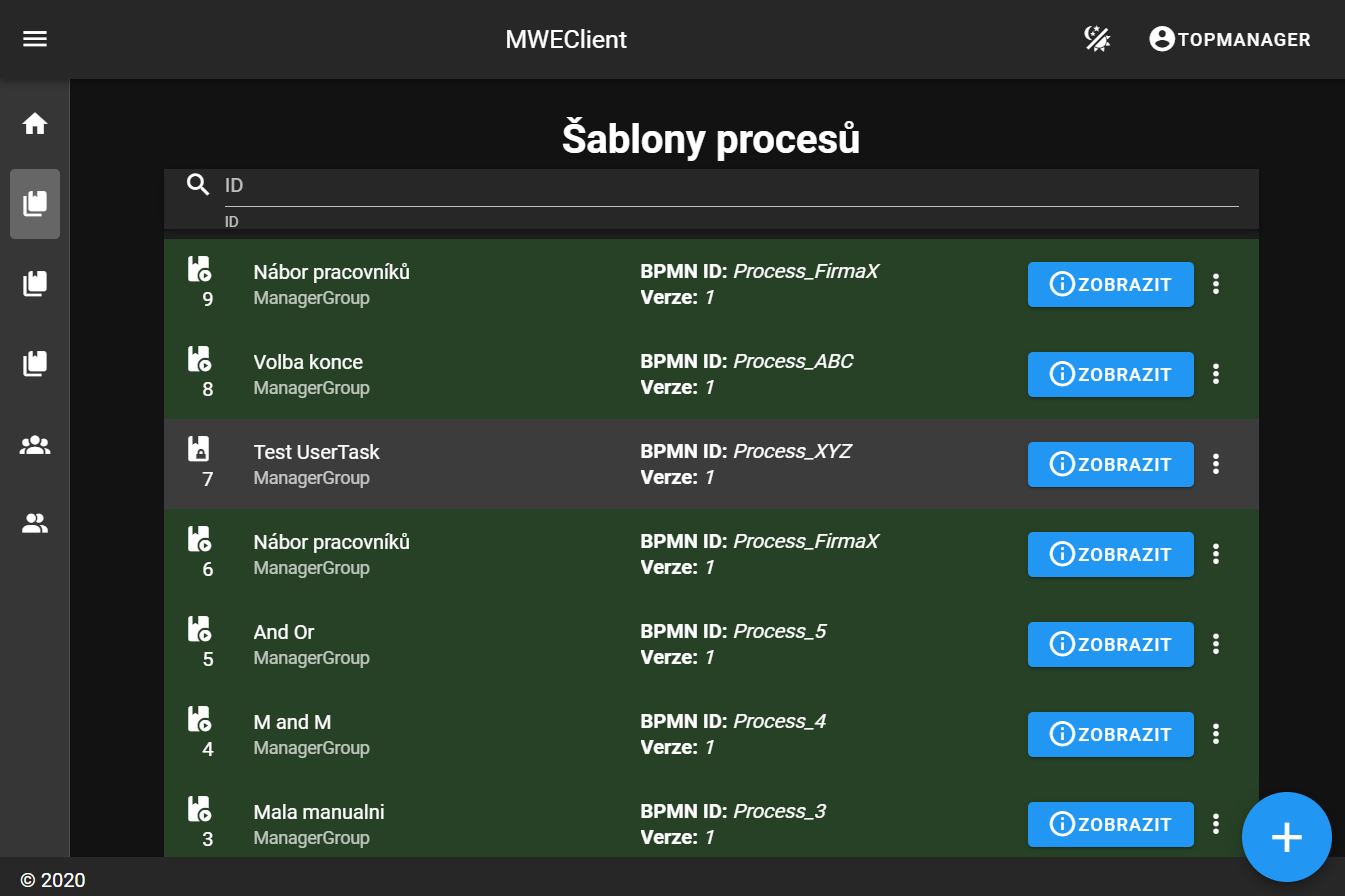 MWEClient
TOPMANAGER
Šablony procesů
ID
ID
Nábor pracovníků
BPMN ID: Process_FirmaX
ZOBRAZIT
9
ManagerGroup
Verze: 1
Volba konce
BPMN ID: Process_ABC
ZOBRAZIT
8
ManagerGroup
Verze: 1
Test UserTask
BPMN ID: Process_XYZ
ZOBRAZIT
7
ManagerGroup
Verze: 1
Nábor pracovníků
BPMN ID: Process_FirmaX
ZOBRAZIT
6
ManagerGroup
Verze: 1
And Or
BPMN ID: Process_5
ZOBRAZIT
5
ManagerGroup
Verze: 1
M and M
BPMN ID: Process_4
ZOBRAZIT
4
ManagerGroup
Verze: 1
Mala manualni
BPMN ID: Process_3
ZOBRAZIT
3
ManagerGroup
Verze: 1
© 2020